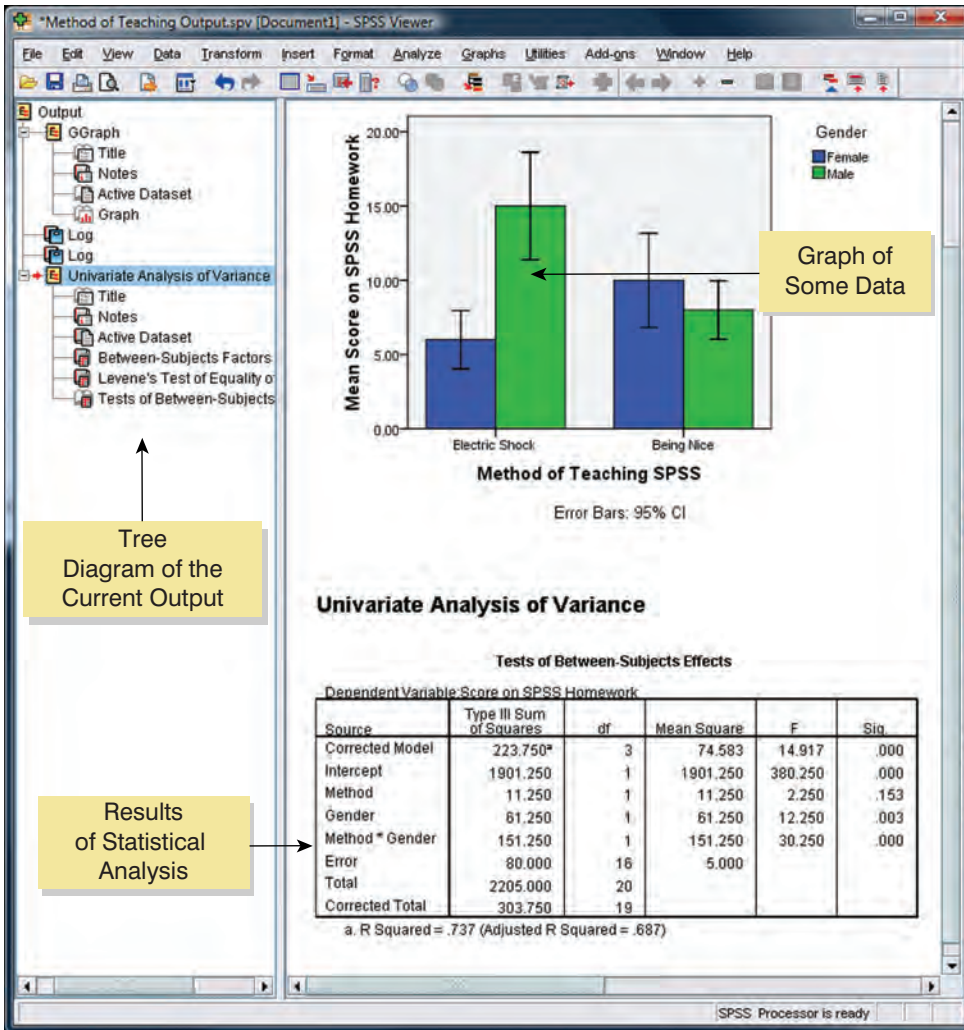 *Method of Teaching Output.spv [Document1] - SPSS Viewer
File Edit View Data Transform Insert Format Analyze Graphs Utilities Add-ons Window Help
Output
GGraph
Title
Notes
Active Dataset
Graph
Log
Log
Univariate Analysis of Variance
Title
Notes
Active Dataset
Between-Subjects Factors
Levene's Test of Equality o
Tests of Between-Subjects
Tree
Diagram of the
Current Output
Results
of Statistical
Analysis
Mean Score on SPSS Homework
20.00
15.00
10.00
5.00
0.00
Gender
Female
Male
Graph of
Some Data
Electric Shock Being Nice
Method of Teaching SPSS
Error Bars: 95% CI
Univariate Analysis of Variance
Tests of Between-Subjects Effects
Dependent Variable:Score on SPSS Homework
Source Type III Sum of Squares df Mean Square F Sig.
Corrected Model 223.750a 3 74.583 14.917 .000
Intercept 1901.250 1 1901.250 380.250 .000
Method 11.250 1 11.250 2.250 .153
Gender 61.250 1 61.250 12.250 .003
Method * Gender 151.250 1 151.250 30.250 .000
Error 80.000 16 5.000
Total 2205.000 20
Corrected Total 303.750 19
a. R Squared = .737 (Adjusted R Squared = .687)
SPSS Processor is ready